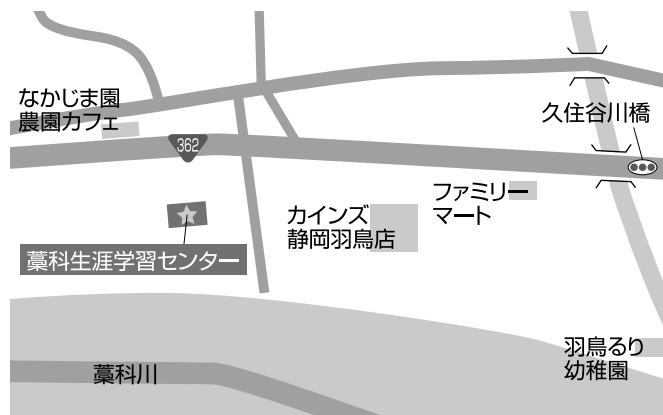 なかじま園
農園カフェ
362
久住谷川橋
ファミリー
マート
カインズ
静岡羽鳥店
藁科生涯学習センター
羽鳥るり
幼稚園
藁科川